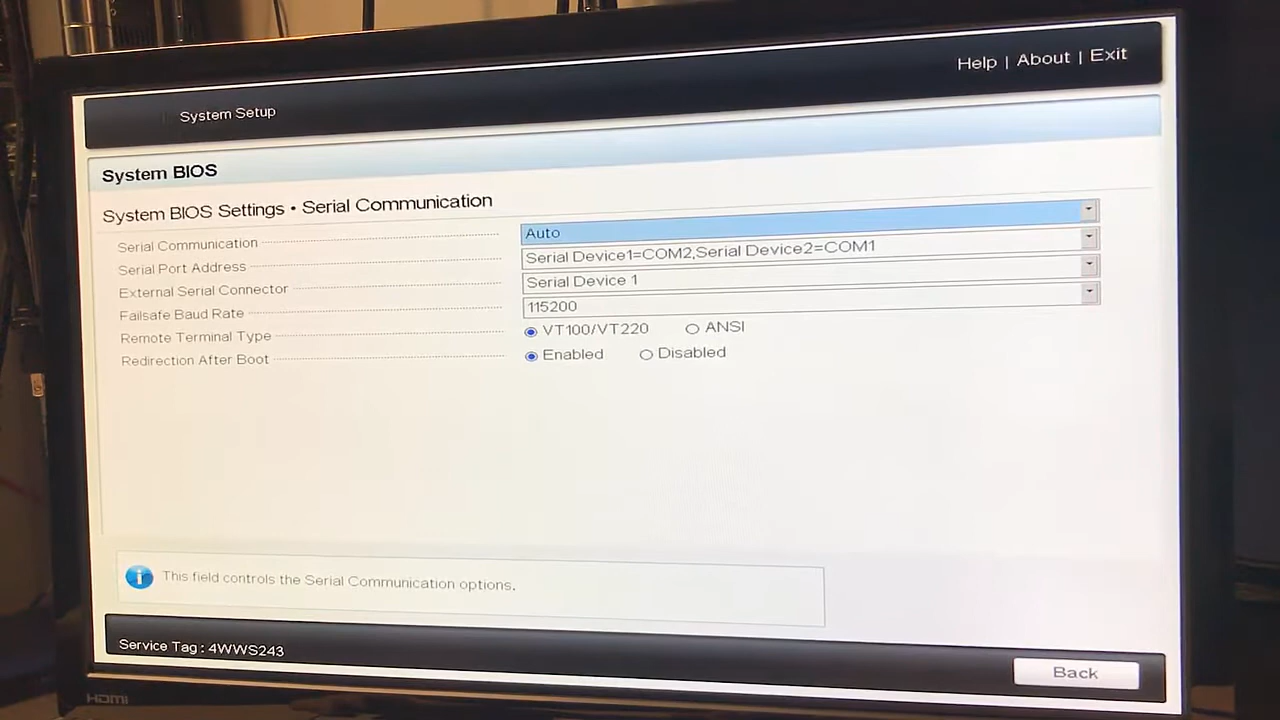 Help | About | Exit
System Setup
System BIOS
System BIOS Settings • Serial Communication
Serial Communication Auto
Serial Port Address Serial Device1=COM2,Serial Device2=COM1
External Serial Connector Serial Device 1
Failsafe Baud Rate 115200
Remote Terminal Type VT100/VT220 ANSI
Redirection After Boot Enabled Disabled
This field controls the Serial Communication options.
Service Tag : 4WWS243
Back
HDMI